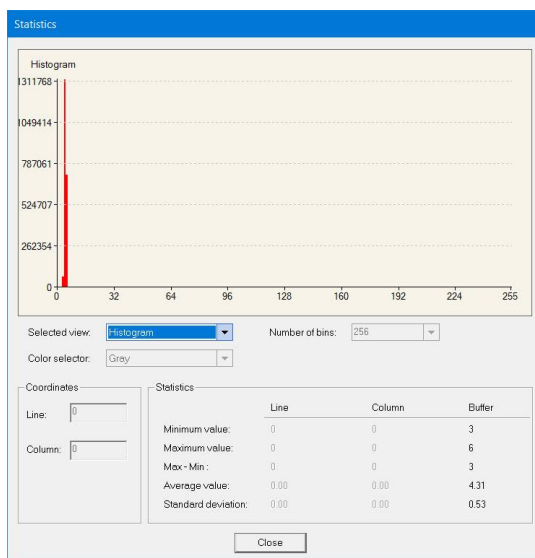 Statistics
Histogram
1311768
1049414
787061
524707
262354
0
0 32 64 96 128 160 192 224 255
Selected view: Histogram Number of bins: 256
Color selector: Gray
Coordinates Statistics
Line: 0
Column: 0
Line Column Buffer
Minimum value: 0 0 3
Maximum value: 0 0 6
Max - Min : 0 0 3
Average value: 0.00 0.00 4.31
Standard deviation: 0.00 0.00 0.53
Close